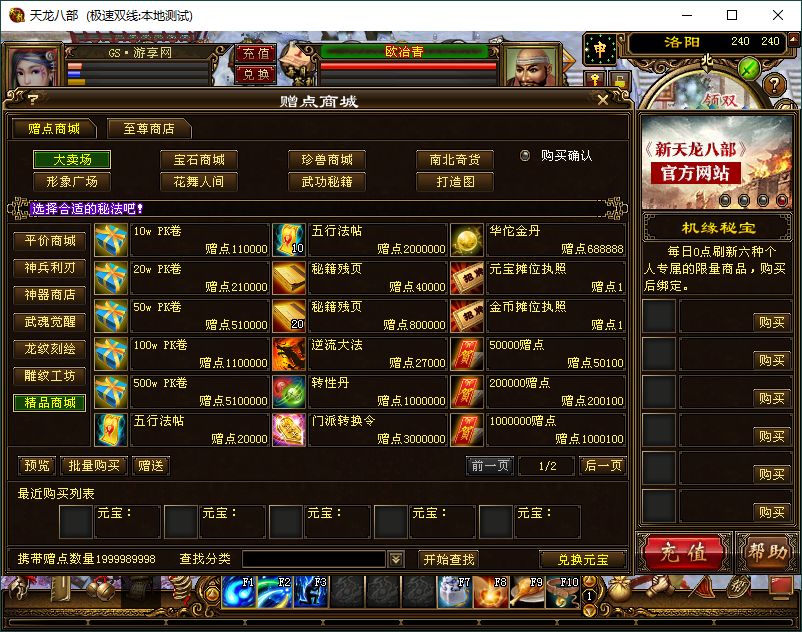 天龙八部 (极速双线:本地测试)
GS·游享网
充值
兑换
欧冶青
申
洛阳 240 240
北
?
赠点商城
领双
赠点商城 至尊商店
大卖场 宝石商城 珍兽商城 南北奇货 购买确认
形象广场 花舞人间 武功秘籍 打造图
选择合适的秘法吧!
平价商城
神兵利刃
神器商店
武魂觉醒
龙纹刻绘
雕纹工坊
精品商城
10w PK卷
赠点110000
10
五行法帖
赠点2000000
华佗金丹
赠点688888
20w PK卷
赠点210000
秘籍残页
赠点40000
元宝摊位执照
赠点1
50w PK卷
赠点510000
20
秘籍残页
赠点800000
金币摊位执照
赠点1
100w PK卷
赠点1100000
逆流大法
赠点27000
50000赠点
赠点50100
500w PK卷
赠点5100000
转性丹
赠点1000000
200000赠点
赠点200100
五行法帖
赠点20000
门派转换令
赠点3000000
1000000赠点
赠点1000100
预览 批量购买 赠送 前一页 1/2 后一页
最近购买列表
元宝: 元宝: 元宝: 元宝: 元宝:
携带赠点数量1999989998 查找分类 开始查找 兑换元宝
《新天龙八部》
官方网站
机缘秘宝
每日0点刷新六种个
人专属的限量商品,购买
后绑定。
购买
购买
购买
购买
购买
购买
充值 帮助
F1 F2 F3 F7 F8 F9 F10 1